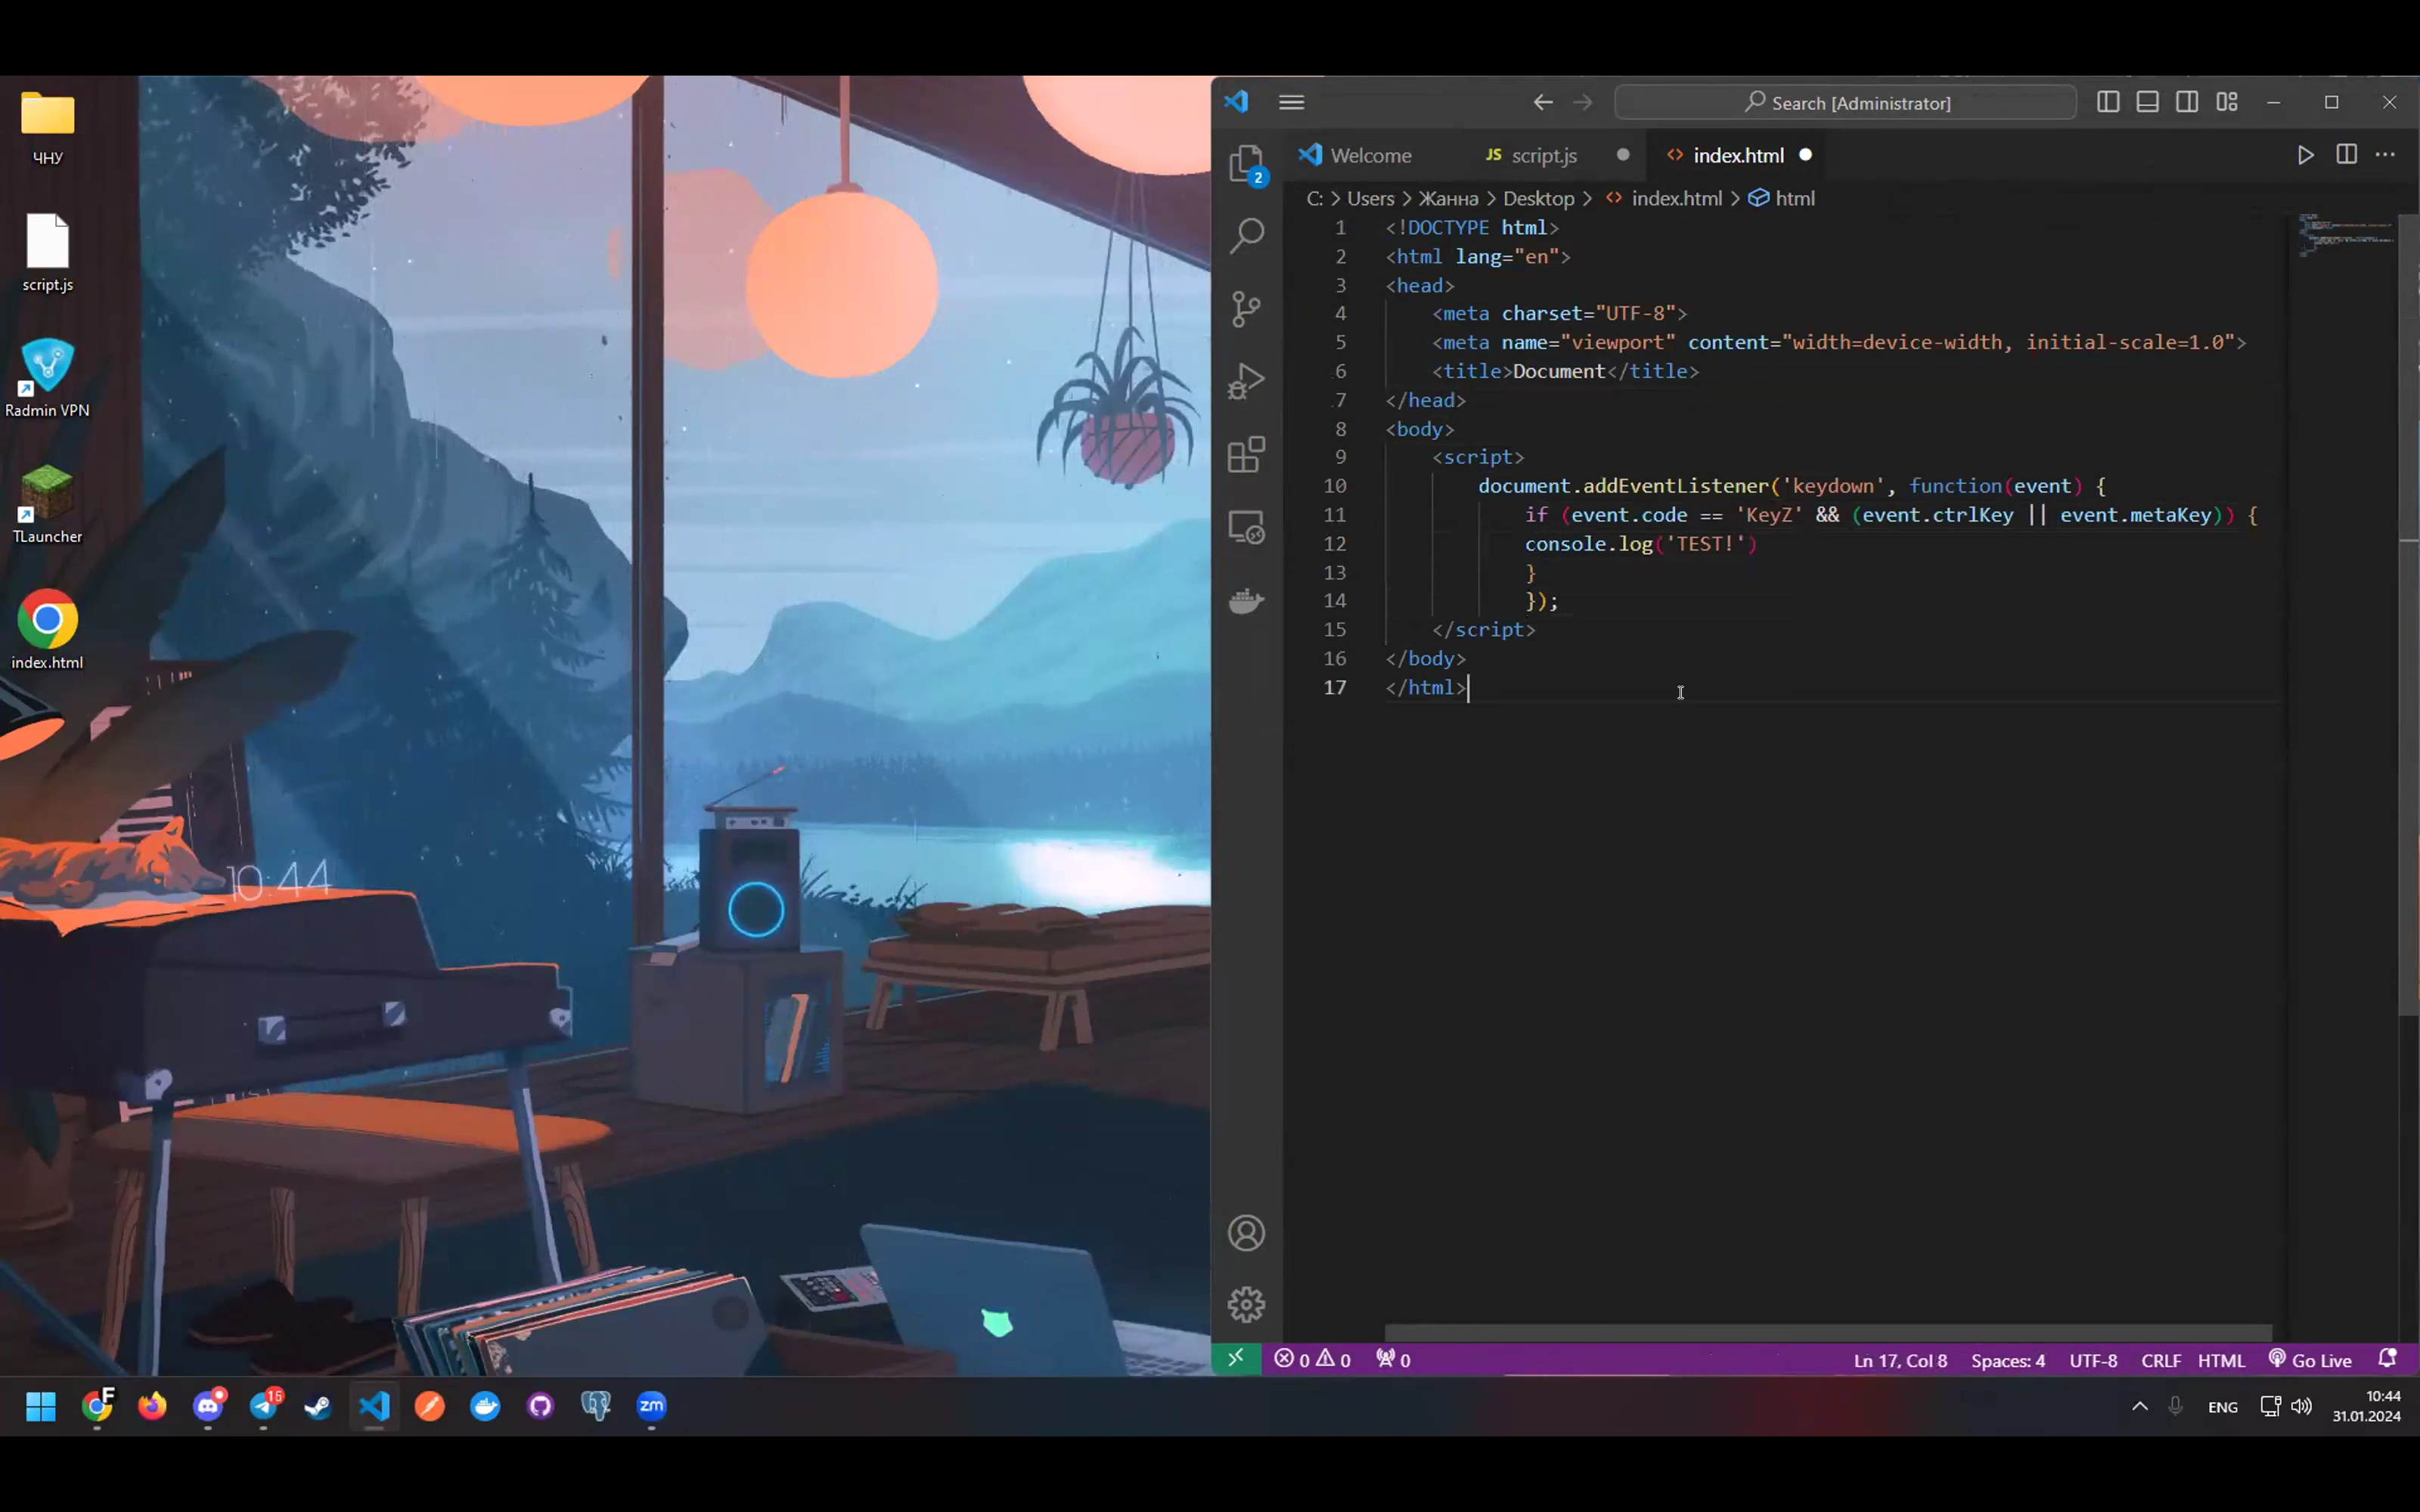 ЧНУ
script.js
Radmin VPN
TLauncher
index.html
10:44
Search [Administrator]
Welcome
JS script.js
<> index.html
2
C: > Users > Жанна > Desktop > <> index.html > html
1 <!DOCTYPE html>
2 <html lang="en">
3 <head>
4 <meta charset="UTF-8">
5 <meta name="viewport" content="width=device-width, initial-scale=1.0">
6 <title>Document</title>
7 </head>
8 <body>
9 <script>
10 document.addEventListener('keydown', function(event) {
11 if (event.code == 'KeyZ' && (event.ctrlKey || event.metaKey)) {
12 console.log('TEST!')
13 }
14 });
15 </script>
16 </body>
17 </html>
0 0 0 Ln 17, Col 8 Spaces: 4 UTF-8 CRLF HTML Go Live
F 15 zm ENG 10:44
31.01.2024